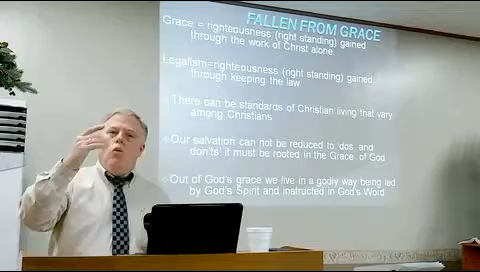 FALLEN FROM GRACE
Grace = righteousness (right standing) gained
through the work of Christ alone.
Legalism=righteousness (right standing) gained
through keeping the law
There can be standards of Christian living that vary
among Christians
Our salvation can not be reduced to 'dos' and
don'ts' it must be rooted in the Grace of God
Out of God's grace we live in a godly way being led
by God's Spirit and instructed in God's Word